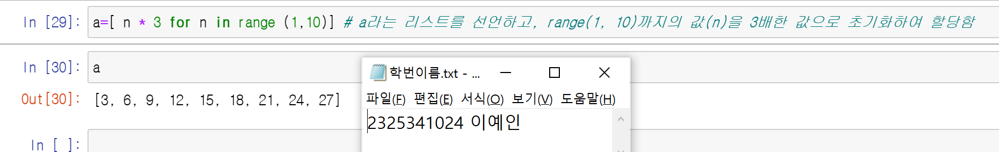 In [29]: a=[ n * 3 for n in range (1,10)] # a라는 리스트를 선언하고, range(1, 10)까지의 값(n)을 3배한 값으로 초기화하여 할당함
In [30]: a
Out[30]: [3, 6, 9, 12, 15, 18, 21, 24, 27]
In [ ]:
학번이름.txt - ...
파일(F) 편집(E) 서식(O) 보기(V) 도움말(H)
2325341024 이예인